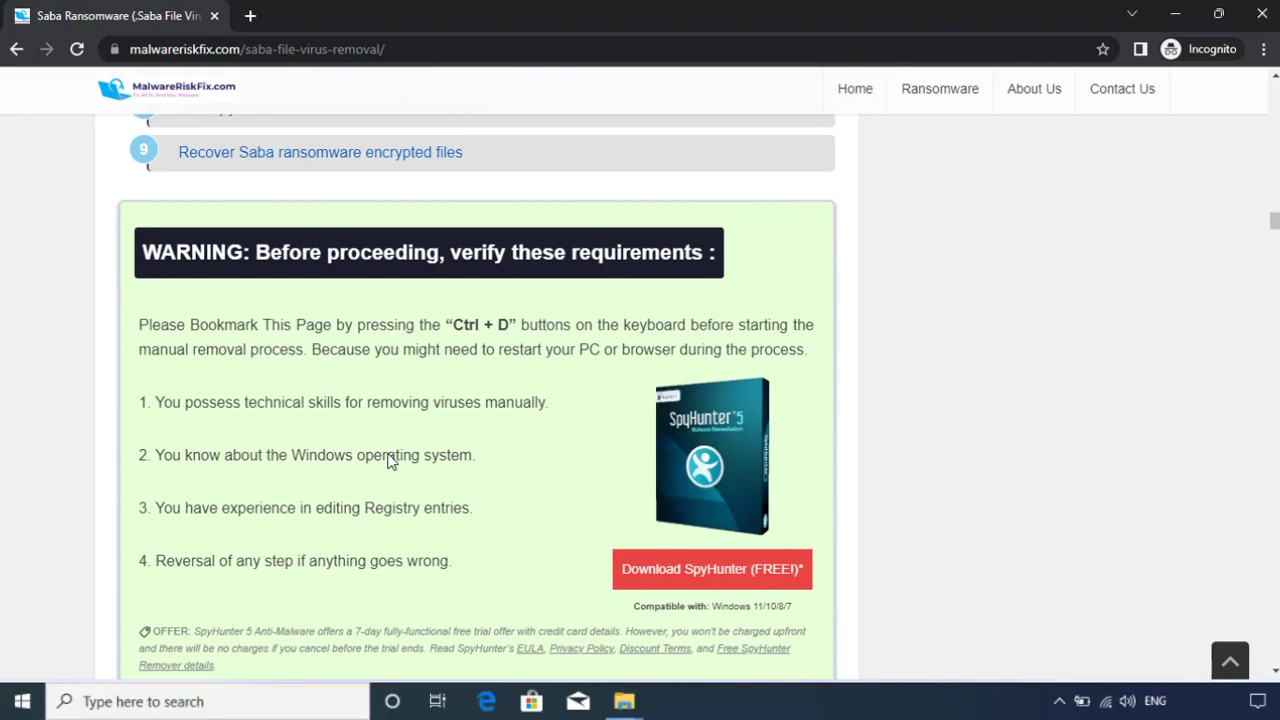 Saba Ransomware (.Saba File Vir
malwareriskfix.com/saba-file-virus-removal/
Incognito
MalwareRiskFix.com
Home
Ransomware
About Us
Contact Us
9
Recover Saba ransomware encrypted files
WARNING: Before proceeding, verify these requirements :
Please Bookmark This Page by pressing the “Ctrl + D” buttons on the keyboard before starting the
manual removal process. Because you might need to restart your PC or browser during the process.
1. You possess technical skills for removing viruses manually.
2. You know about the Windows operating system.
3. You have experience in editing Registry entries.
4. Reversal of any step if anything goes wrong.
SpyHunter 5
Malware Remediation
Download SpyHunter (FREE!)*
Compatible with: Windows 11/10/8/7
OFFER: SpyHunter 5 Anti-Malware offers a 7-day fully-functional free trial offer with credit card details. However, you won't be charged upfront
and there will be no charges if you cancel before the trial ends. Read SpyHunter's EULA, Privacy Policy, Discount Terms, and Free SpyHunter
Remover details.
Type here to search
ENG